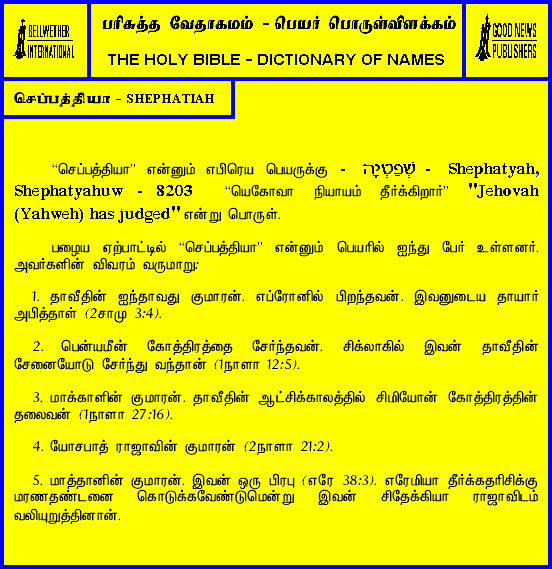 BELLWETHER
INTERNATIONAL
பரிசுத்த வேதாகமம் - பெயர் பொருள்விளக்கம்
THE HOLY BIBLE - DICTIONARY OF NAMES
GOOD NEWS
PUBLISHERS
செப்பத்தியா - SHEPHATIAH
“செப்பத்தியா” என்னும் எபிரெய பெயருக்கு - שְׁפַטְיָה - Shephatyah,
Shephatyahuw - 8203 “யெகோவா நியாயம் தீர்க்கிறார்” "Jehovah
(Yahweh) has judged" என்று பொருள்.
பழைய ஏற்பாட்டில் “செப்பத்தியா” என்னும் பெயரில் ஐந்து பேர் உள்ளனர்.
அவர்களின் விவரம் வருமாறு:
1. தாவீதின் ஐந்தாவது குமாரன். எப்ரோனில் பிறந்தவன். இவனுடைய தாயார்
அபித்தாள் (2சாமு 3:4).
2. பென்யமீன் கோத்திரத்தை சேர்ந்தவன். சிக்லாகில் இவன் தாவீதின்
சேனையோடு சேர்ந்து வந்தான் (1நாளா 12:5).
3. மாக்காளின் குமாரன். தாவீதின் ஆட்சிக்காலத்தில் சிமியோன் கோத்திரத்தின்
தலைவன் (1நாளா 27:16).
4. யோசபாத் ராஜாவின் குமாரன் (2நாளா 21:2).
5. மாத்தானின் குமாரன். இவன் ஒரு பிரபு (எரே 38:3). எரேமியா தீர்க்கதரிசிக்கு
மரணதண்டனை கொடுக்கவேண்டுமென்று இவன் சிதேக்கியா ராஜாவிடம்
வலியுறுத்தினான்.